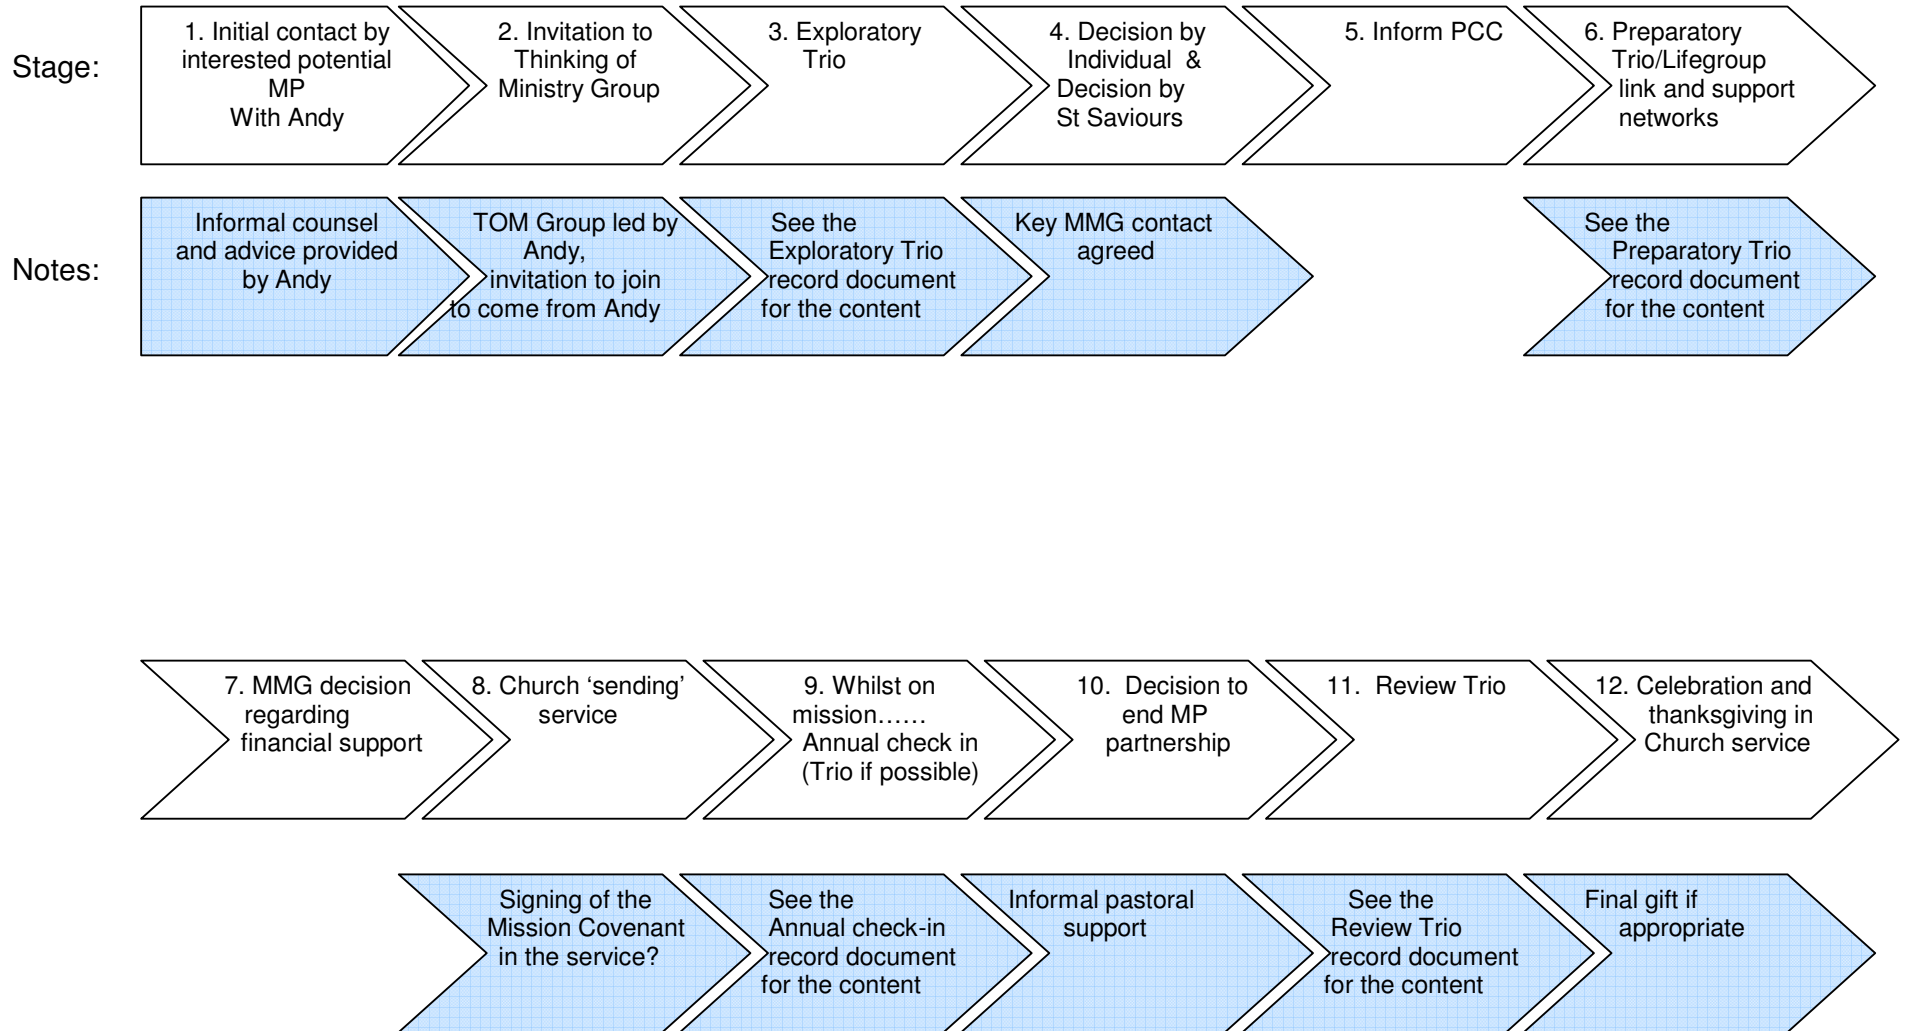 Stage:
1. Initial contact by
interested potential
MP
With Andy
2. Invitation to
Thinking of
Ministry Group
3. Exploratory
Trio
4. Decision by
Individual &
Decision by
St Saviours
5. Inform PCC
6. Preparatory
Trio/Lifegroup
link and support
networks
Notes:
Informal counsel
and advice provided
by Andy
TOM Group led by
Andy,
invitation to join
to come from Andy
See the
Exploratory Trio
record document
for the content
Key MMG contact
agreed
See the
Preparatory Trio
record document
for the content
7. MMG decision
regarding
financial support
8. Church ‘sending’
service
9. Whilst on
mission……
Annual check in
(Trio if possible)
10. Decision to
end MP
partnership
11. Review Trio
12. Celebration and
thanksgiving in
Church service
Signing of the
Mission Covenant
in the service?
See the
Annual check-in
record document
for the content
Informal pastoral
support
See the
Review Trio
record document
for the content
Final gift if
appropriate